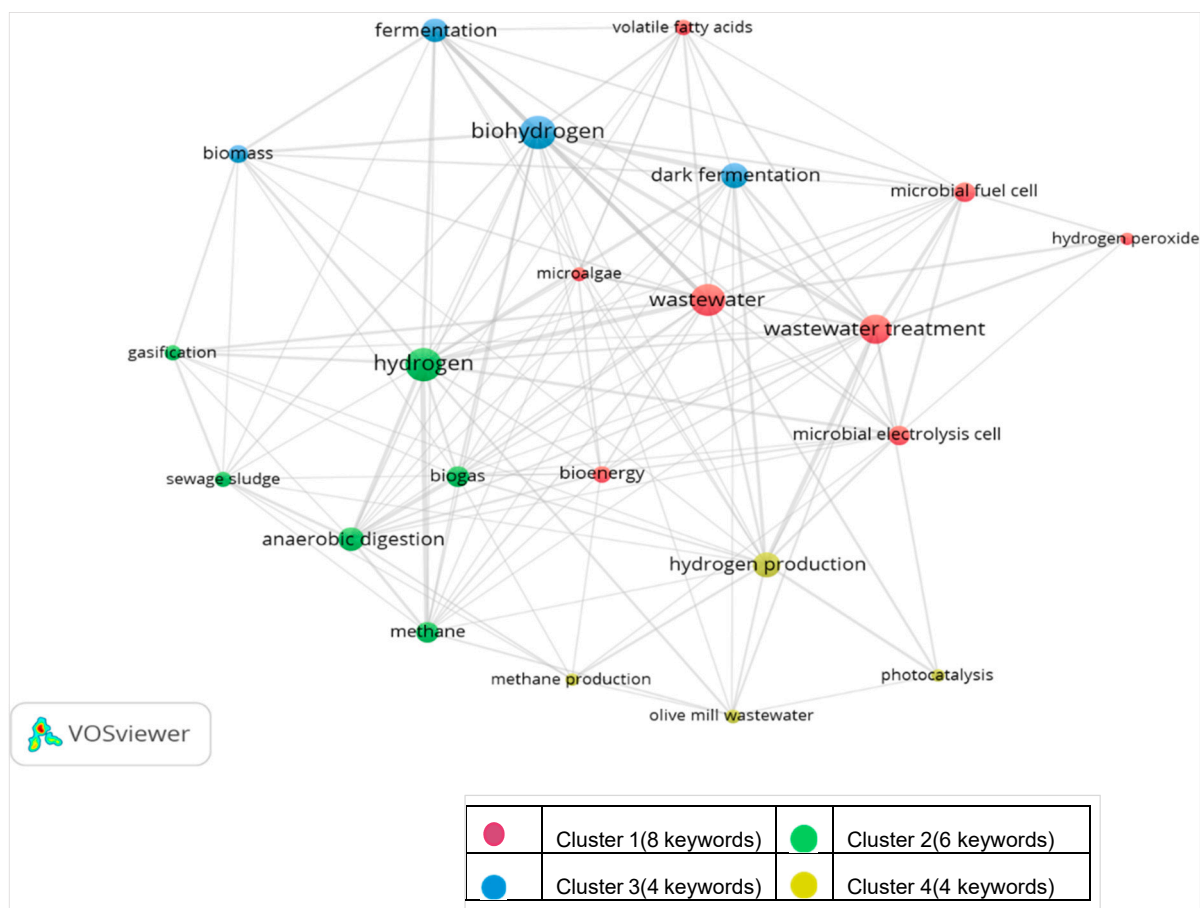 fermentation
volatile fatty acids
biohydrogen
biomass
dark fermentation
microbial fuel cell
hydrogen peroxide
microalgae
wastewater
wastewater treatment
gasification
hydrogen
microbial electrolysis cell
sewage sludge
biogas
bioenergy
anaerobic digestion
hydrogen production
methane
methane production
photocatalysis
olive mill wastewater
VOSviewer
Cluster 1(8 keywords)
Cluster 2(6 keywords)
Cluster 3(4 keywords)
Cluster 4(4 keywords)